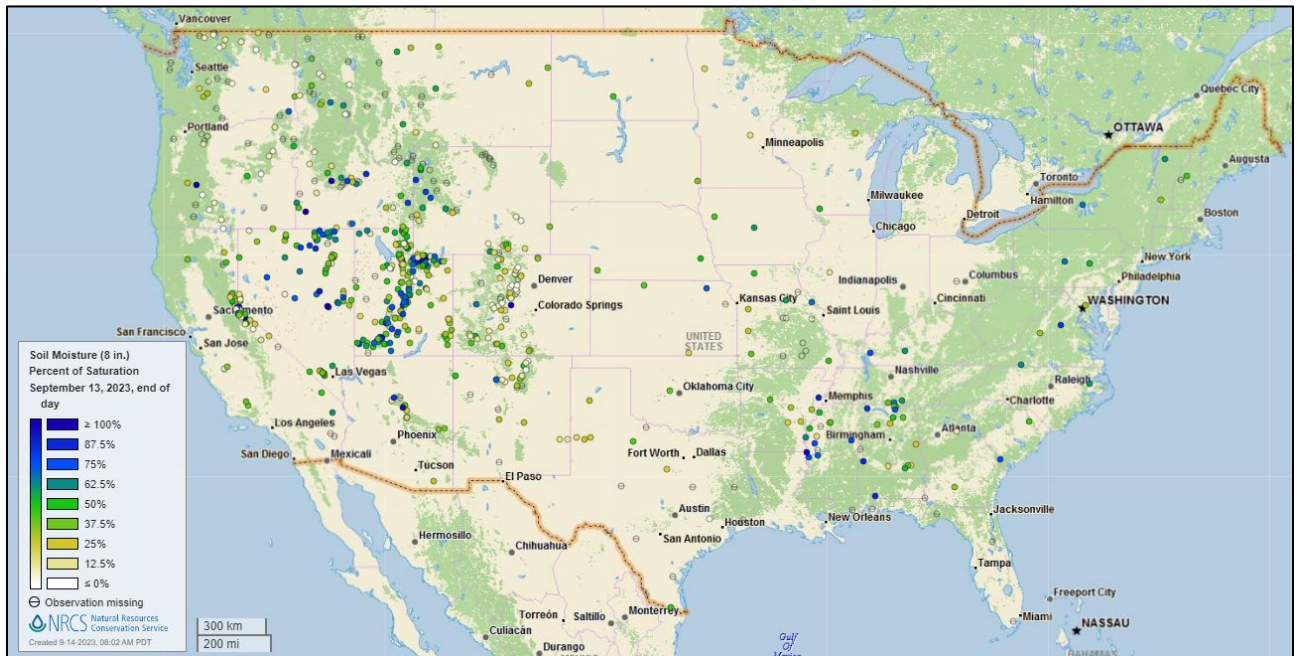 Vancouver
Seattle
Portland
Québec City
OTTAWA
Augusta
Minneapolis
Toronto
Hamilton
Milwaukee
Detroit
Boston
Chicago
New York
Philadelphia
Denver
Indianapolis
Columbus
Sacramento
Colorado Springs
Kansas City
Cincinnati
WASHINGTON
Saint Louis
San Francisco
San Jose
UNITED
STATES
Las Vegas
Nashville
Raleigh
Oklahoma City
Memphis
Charlotte
Los Angeles
Phoenix
Birmingham
Atlanta
San Diego
Mexicali
Fort Worth
Dallas
Tucson
El Paso
Austin
Houston
New Orleans
Jacksonville
San Antonio
Hermosillo
Chihuahua
Tampa
Freeport City
Monterrey
Torreón
Saltillo
Miami
NASSAU
Culiacán
Durango
Gulf
Of
BAHAMAS
Soil Moisture (8 in.)
Percent of Saturation
September 13, 2023, end of
day
≥ 100%
87.5%
75%
62.5%
50%
37.5%
25%
12.5%
≤ 0%
Observation missing
NRCS Natural Resources
Conservation Service
Created 9-14-2023, 08:02 AM PDT
300 km
200 mi